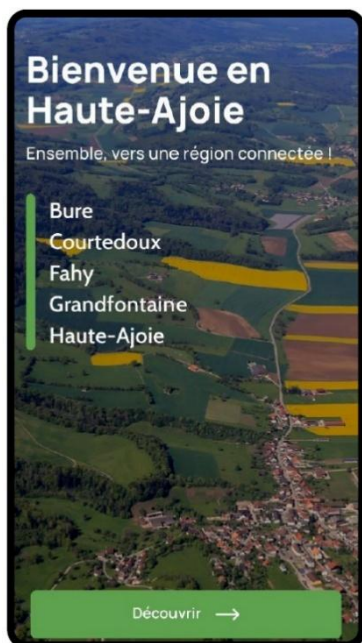 Bienvenue en
Haute-Ajoie
Ensemble, vers une région connectée !
Bure
Courtedoux
Fahy
Grandfontaine
Haute-Ajoie
Découvrir →